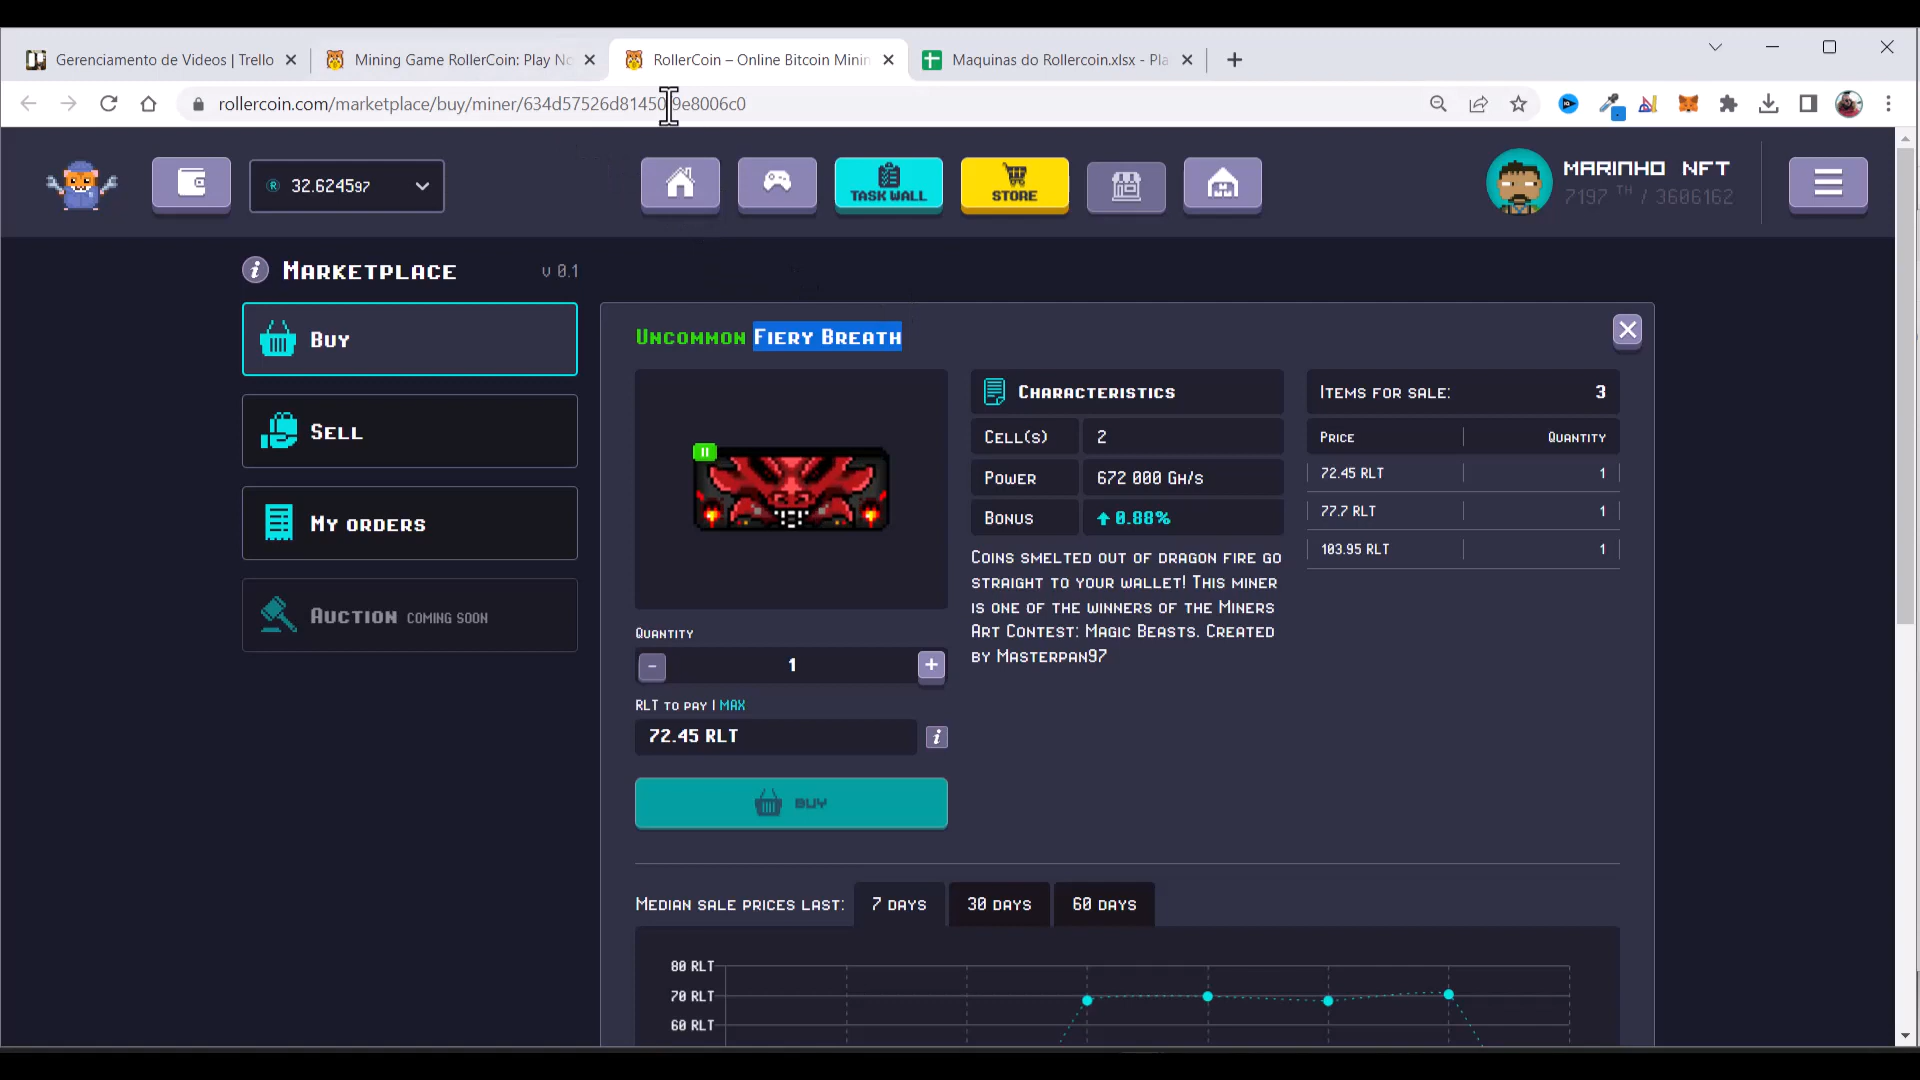 Gerenciamento de Videos | Trello
Mining Game RollerCoin: Play No
RollerCoin – Online Bitcoin Minin
Maquinas do Rollercoin.xlsx - Pla
32.624597
TASK WALL
STORE
MARINHO NFT
7197 TH / 3606162
i MARKETPLACE v 0.1
BUY
SELL
MY ORDERS
AUCTION COMING SOON
UNCOMMON FIERY BREATH
II
QUANTITY
- 1 +
RLT TO PAY | MAX
72.45 RLT i
BUY
CHARACTERISTICS
CELL(S) 2
POWER 672 000 GH/S
BONUS 0.88%
COINS SMELTED OUT OF DRAGON FIRE GO
STRAIGHT TO YOUR WALLET! THIS MINER
IS ONE OF THE WINNERS OF THE MINERS
ART CONTEST: MAGIC BEASTS. CREATED
BY MASTERPAN97
ITEMS FOR SALE: 3
PRICE QUANTITY
72.45 RLT 1
77.7 RLT 1
103.95 RLT 1
MEDIAN SALE PRICES LAST: 7 DAYS 30 DAYS 60 DAYS
80 RLT
70 RLT
60 RLT